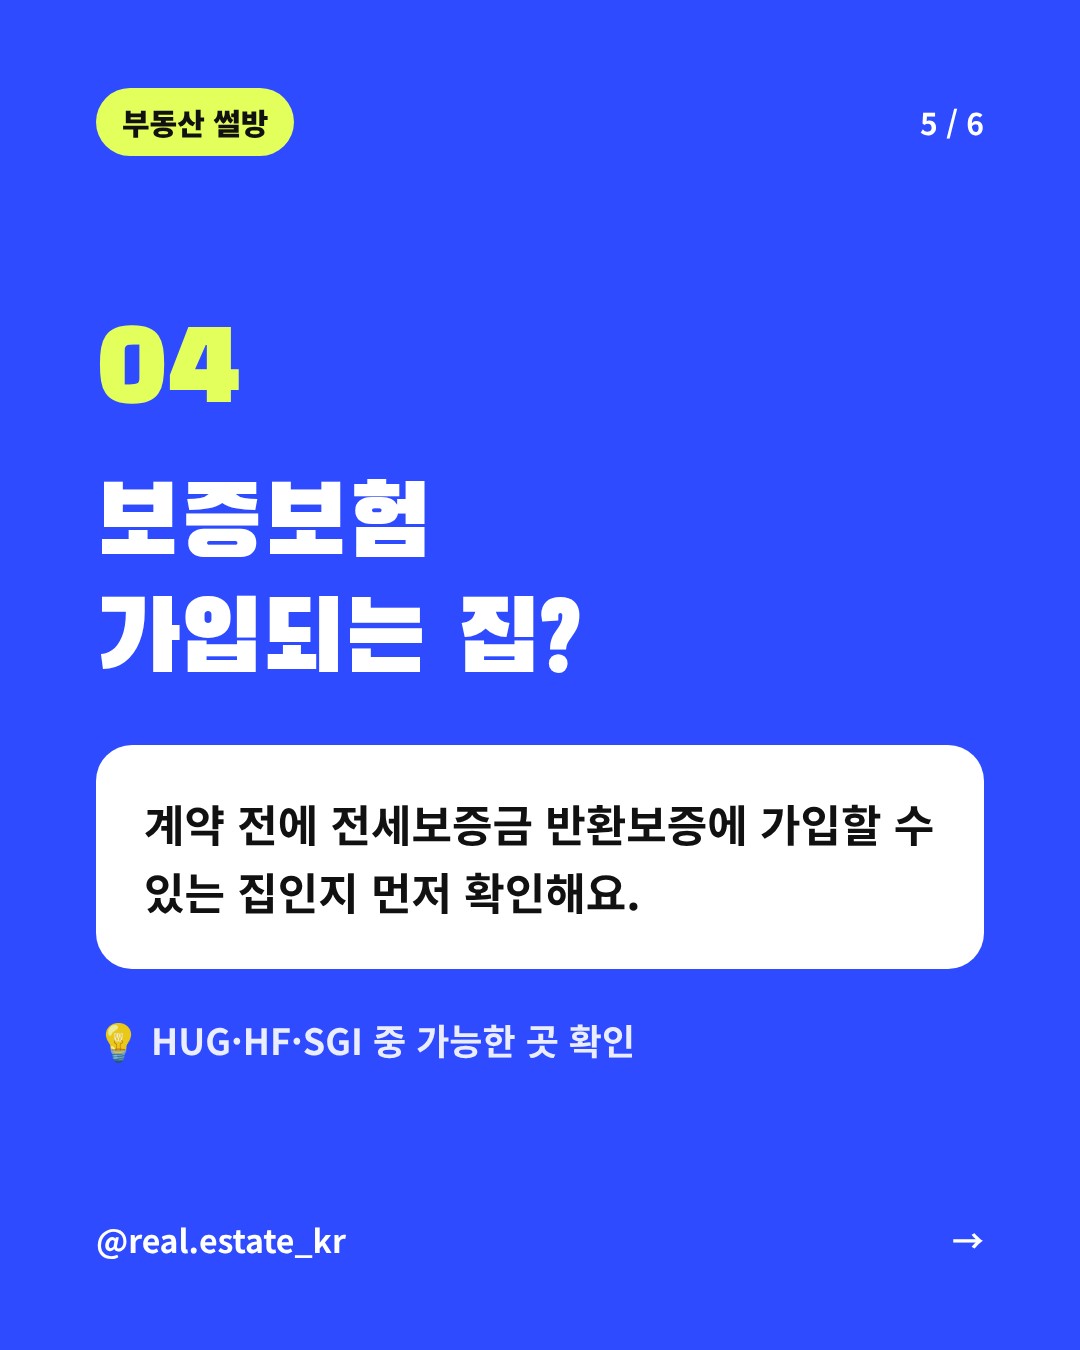 부동산 썰방
5 / 6
04
보증보험
가입되는 집?
계약 전에 전세보증금 반환보증에 가입할 수
있는 집인지 먼저 확인해요.
💡 HUG·HF·SGI 중 가능한 곳 확인
@real.estate_kr
→